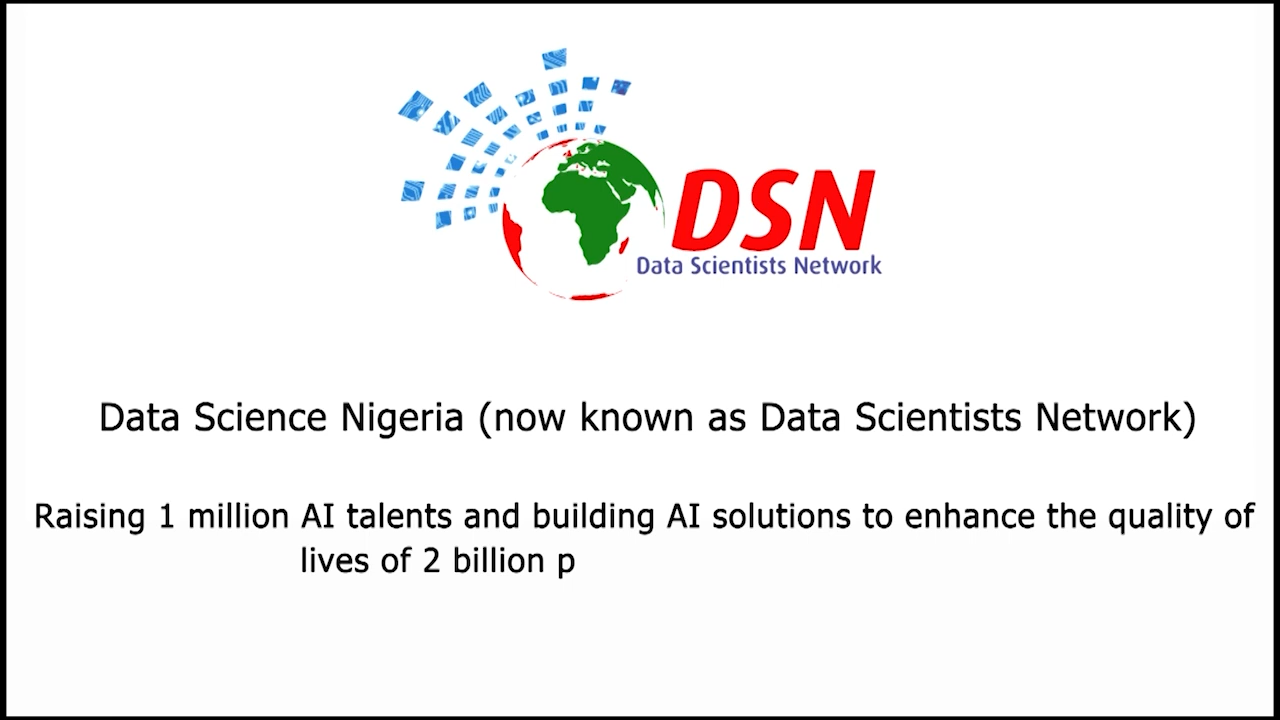 DSN
Data Scientists Network
Data Science Nigeria (now known as Data Scientists Network)
Raising 1 million AI talents and building AI solutions to enhance the quality of
lives of 2 billion p